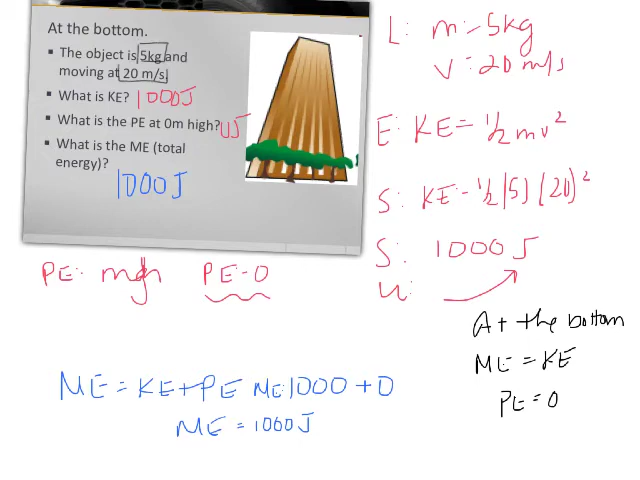 At the bottom.
The object is 5kg and
moving at 20 m/s.
What is KE? 1000J
What is the PE at 0m high? 0J
What is the ME (total
energy)?
1000J
L: m = 5kg
v = 20 m/s
E: KE = 1/2 mv²
S: KE = 1/2 (5) (20)²
S: 1000 J
U:
PE: mgh PE = 0
At the bottom
ME = KE
PE = 0
ME = KE + PE ME: 1000 + 0
ME = 1000J